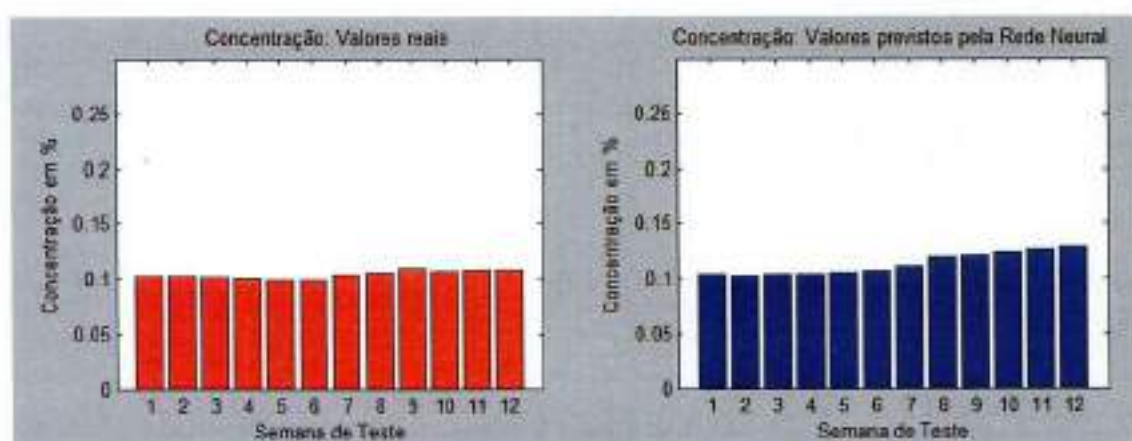 Concentração: Valores reais
Concentração em %
0.25
0.2
0.15
0.1
0.05
0
1 2 3 4 5 6 7 8 9 10 11 12
Semana de Teste
Concentração: Valores previstos pela Rede Neural
Concentração em %
0.25
0.2
0.15
0.1
0.05
0
1 2 3 4 5 6 7 8 9 10 11 12
Semana de Teste